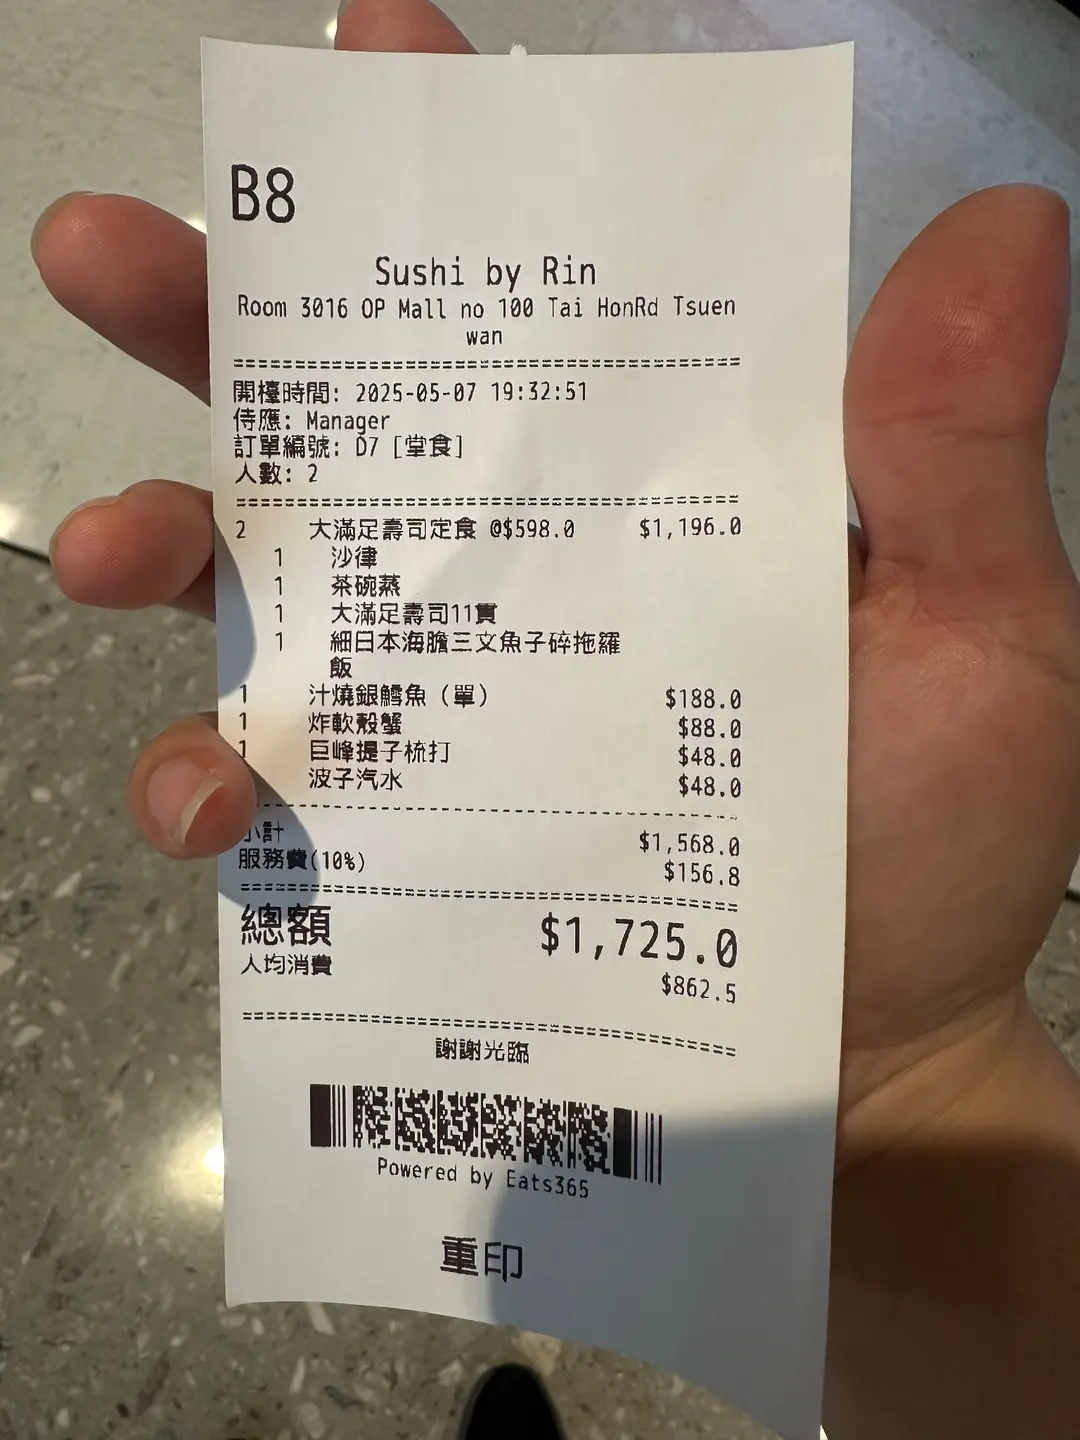 B8
Sushi by Rin
Room 3016 OP Mall no 100 Tai HonRd Tsuen
wan
開檯時間: 2025-05-07 19:32:51
侍應: Manager
訂單編號: D7 [堂食]
人數: 2
2 大滿足壽司定食 @$598.0 $1,196.0
1 沙律
1 茶碗蒸
1 大滿足壽司11貫
1 細日本海膽三文魚子碎拖羅
飯
1 汁燒銀鱈魚（單） $188.0
1 炸軟殼蟹 $88.0
1 巨峰提子梳打 $48.0
波子汽水 $48.0
小計 $1,568.0
服務費(10%) $156.8
總額 $1,725.0
人均消費 $862.5
謝謝光臨
Powered by Eats365
重印